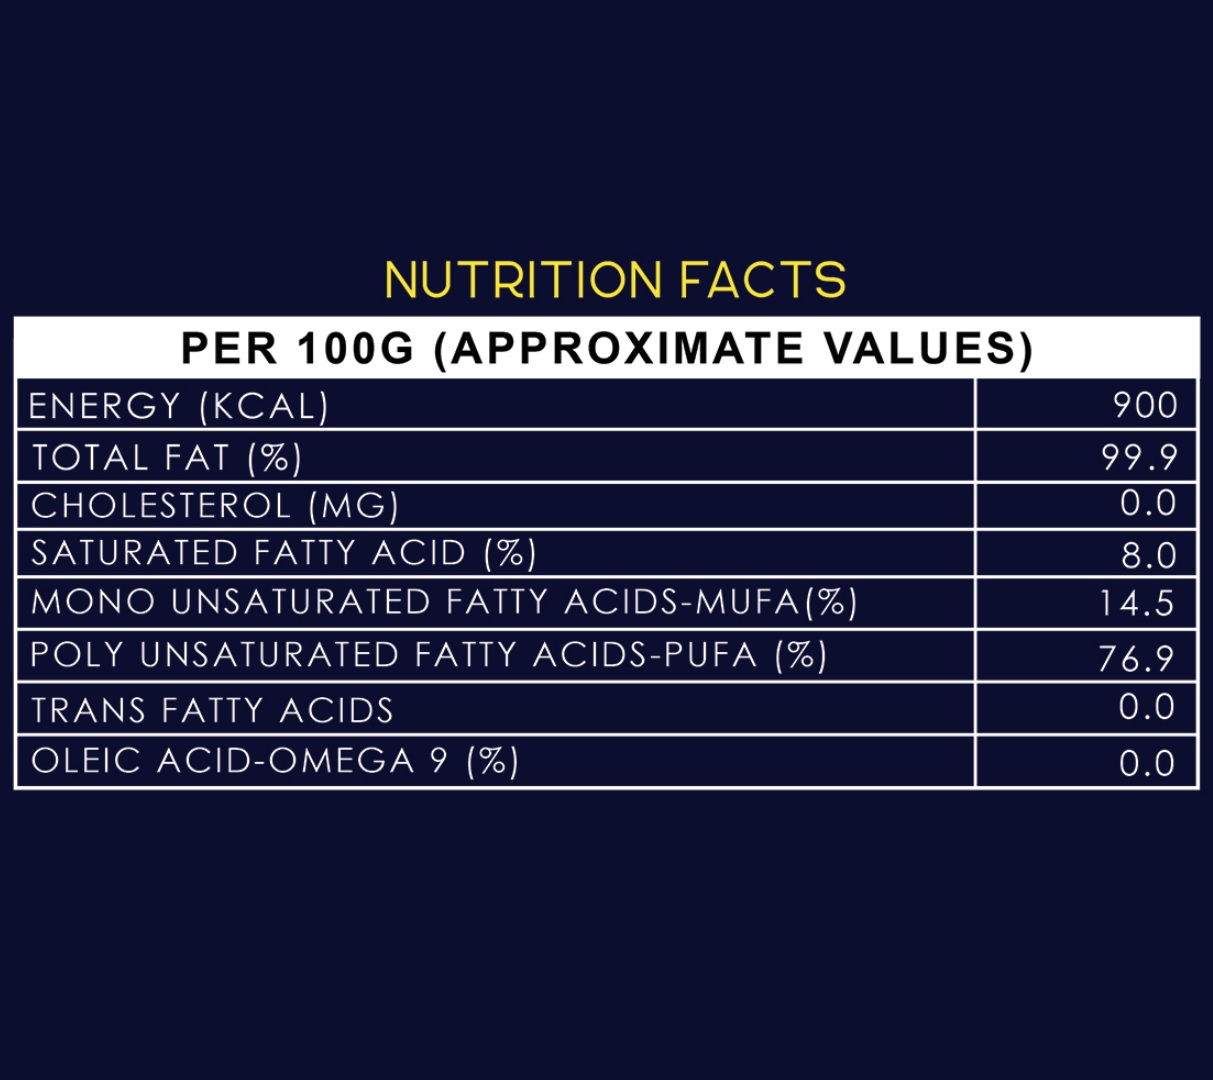 NUTRITION FACTS
PER 100G (APPROXIMATE VALUES)
ENERGY (KCAL) 900
TOTAL FAT (%) 99.9
CHOLESTEROL (MG) 0.0
SATURATED FATTY ACID (%) 8.0
MONO UNSATURATED FATTY ACIDS-MUFA(%) 14.5
POLY UNSATURATED FATTY ACIDS-PUFA (%) 76.9
TRANS FATTY ACIDS 0.0
OLEIC ACID-OMEGA 9 (%) 0.0